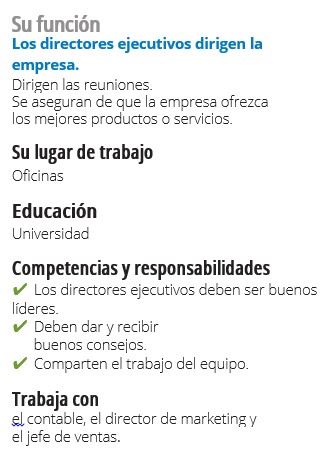 Su función
Los directores ejecutivos dirigen la
empresa.
Dirigen las reuniones.
Se aseguran de que la empresa ofrezca
los mejores productos o servicios.
Su lugar de trabajo
Oficinas
Educación
Universidad
Competencias y responsabilidades
✔ Los directores ejecutivos deben ser buenos
líderes.
✔ Deben dar y recibir
buenos consejos.
✔ Comparten el trabajo del equipo.
Trabaja con
el contable, el director de marketing y
el jefe de ventas.